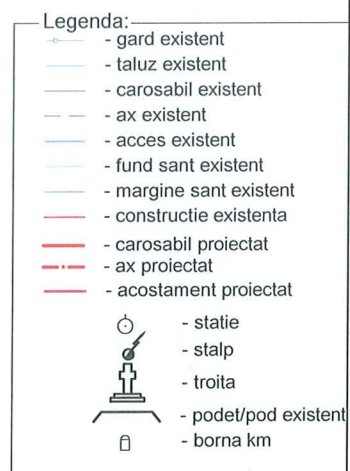 Legenda:
- gard existent
- taluz existent
- carosabil existent
- ax existent
- acces existent
- fund sant existent
- margine sant existent
- constructie existenta
- carosabil proiectat
- ax proiectat
- acostament proiectat
- statie
- stalp
- troita
- podet/pod existent
- borna km